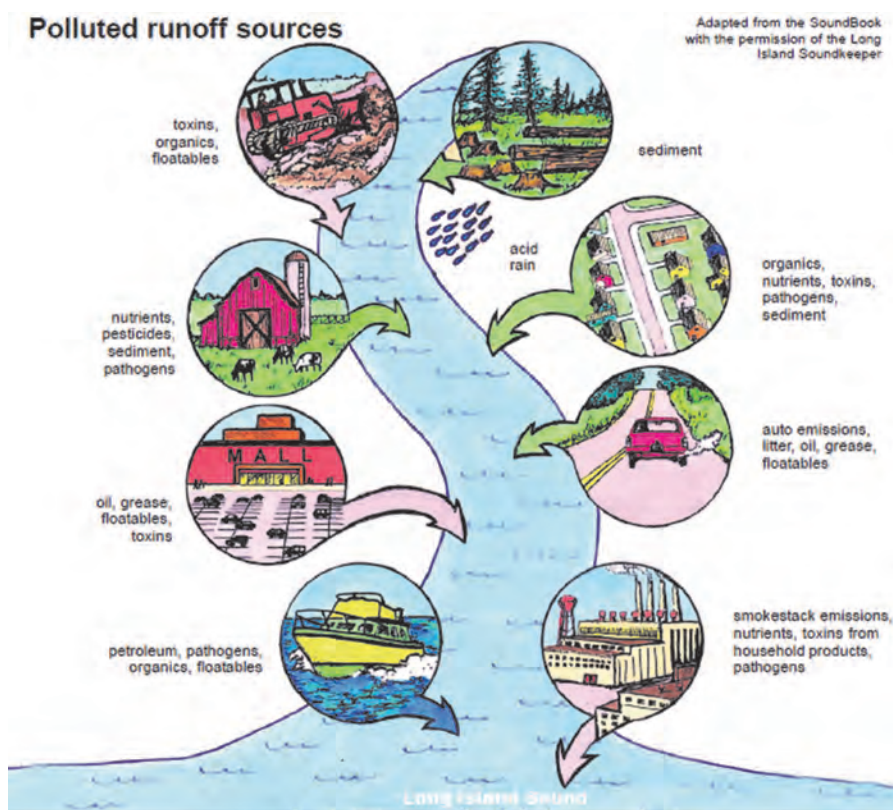 Polluted runoff sources
Adapted from the SoundBook
with the permission of the Long
Island Soundkeeper
toxins,
organics,
floatables
sediment
acid
rain
organics,
nutrients, toxins,
pathogens,
sediment
nutrients,
pesticides,
sediment,
pathogens
MALL
auto emissions,
litter, oil, grease,
floatables
oil, grease,
floatables,
toxins
petroleum, pathogens,
organics, floatables
smokestack emissions,
nutrients, toxins from
household products,
pathogens
Long Island Sound